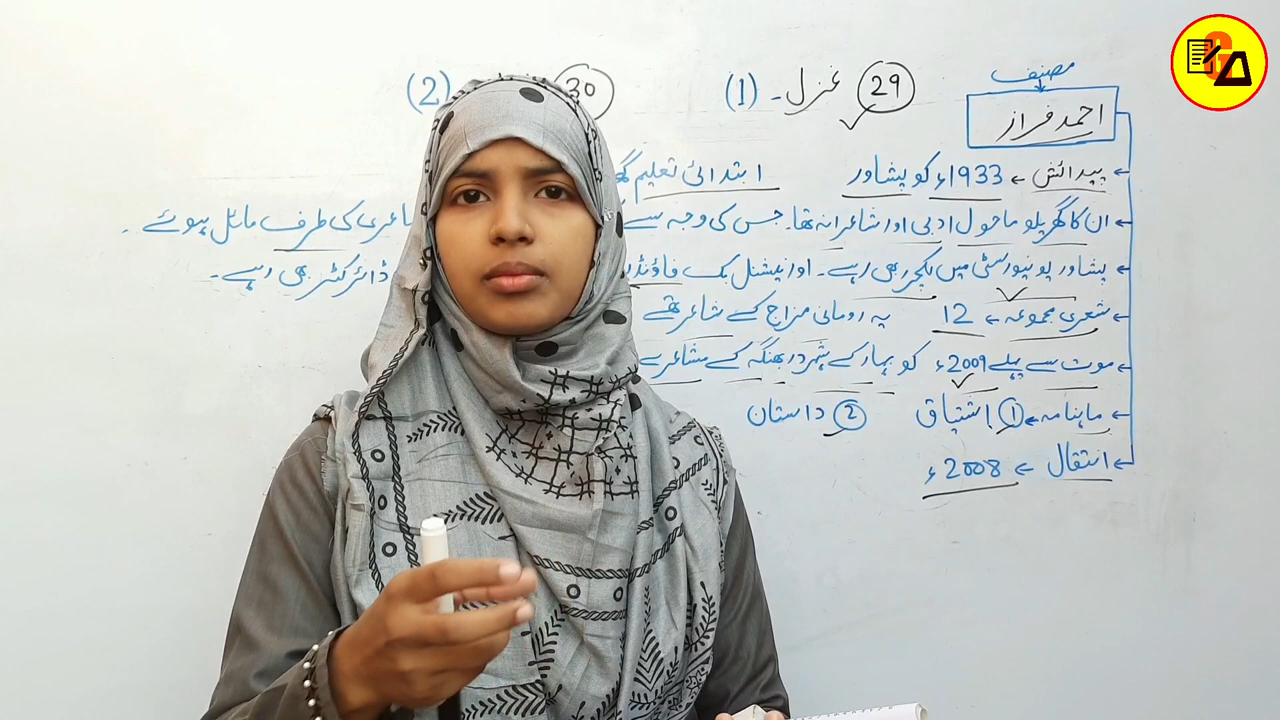 مصنف
احمد فراز
29 غزل ۔ (1)
30 (2)
پیدائش ← 1933ء کو پشاور ابتدائی تعلیم
ان کا گھریلو ماحول ادبی اور شاعرانہ تھا۔ جس کی وجہ سے کی طرف مائل ہوئے ۔
پشاور یونیورسٹی میں لکچرر بھی رہے ۔ اور نیشنل بک ڈائرکٹر بھی رہے ۔
شعری مجموعہ ← 12 یہ رومانی مزاج کے شاعر تھے
موت سے پہلے 2009ء کو بہار کے شہر دربھنگہ کے مشاعرے
ماہنامہ ← 1 اشتیاق 2 داستان
انتقال ← 2008ء